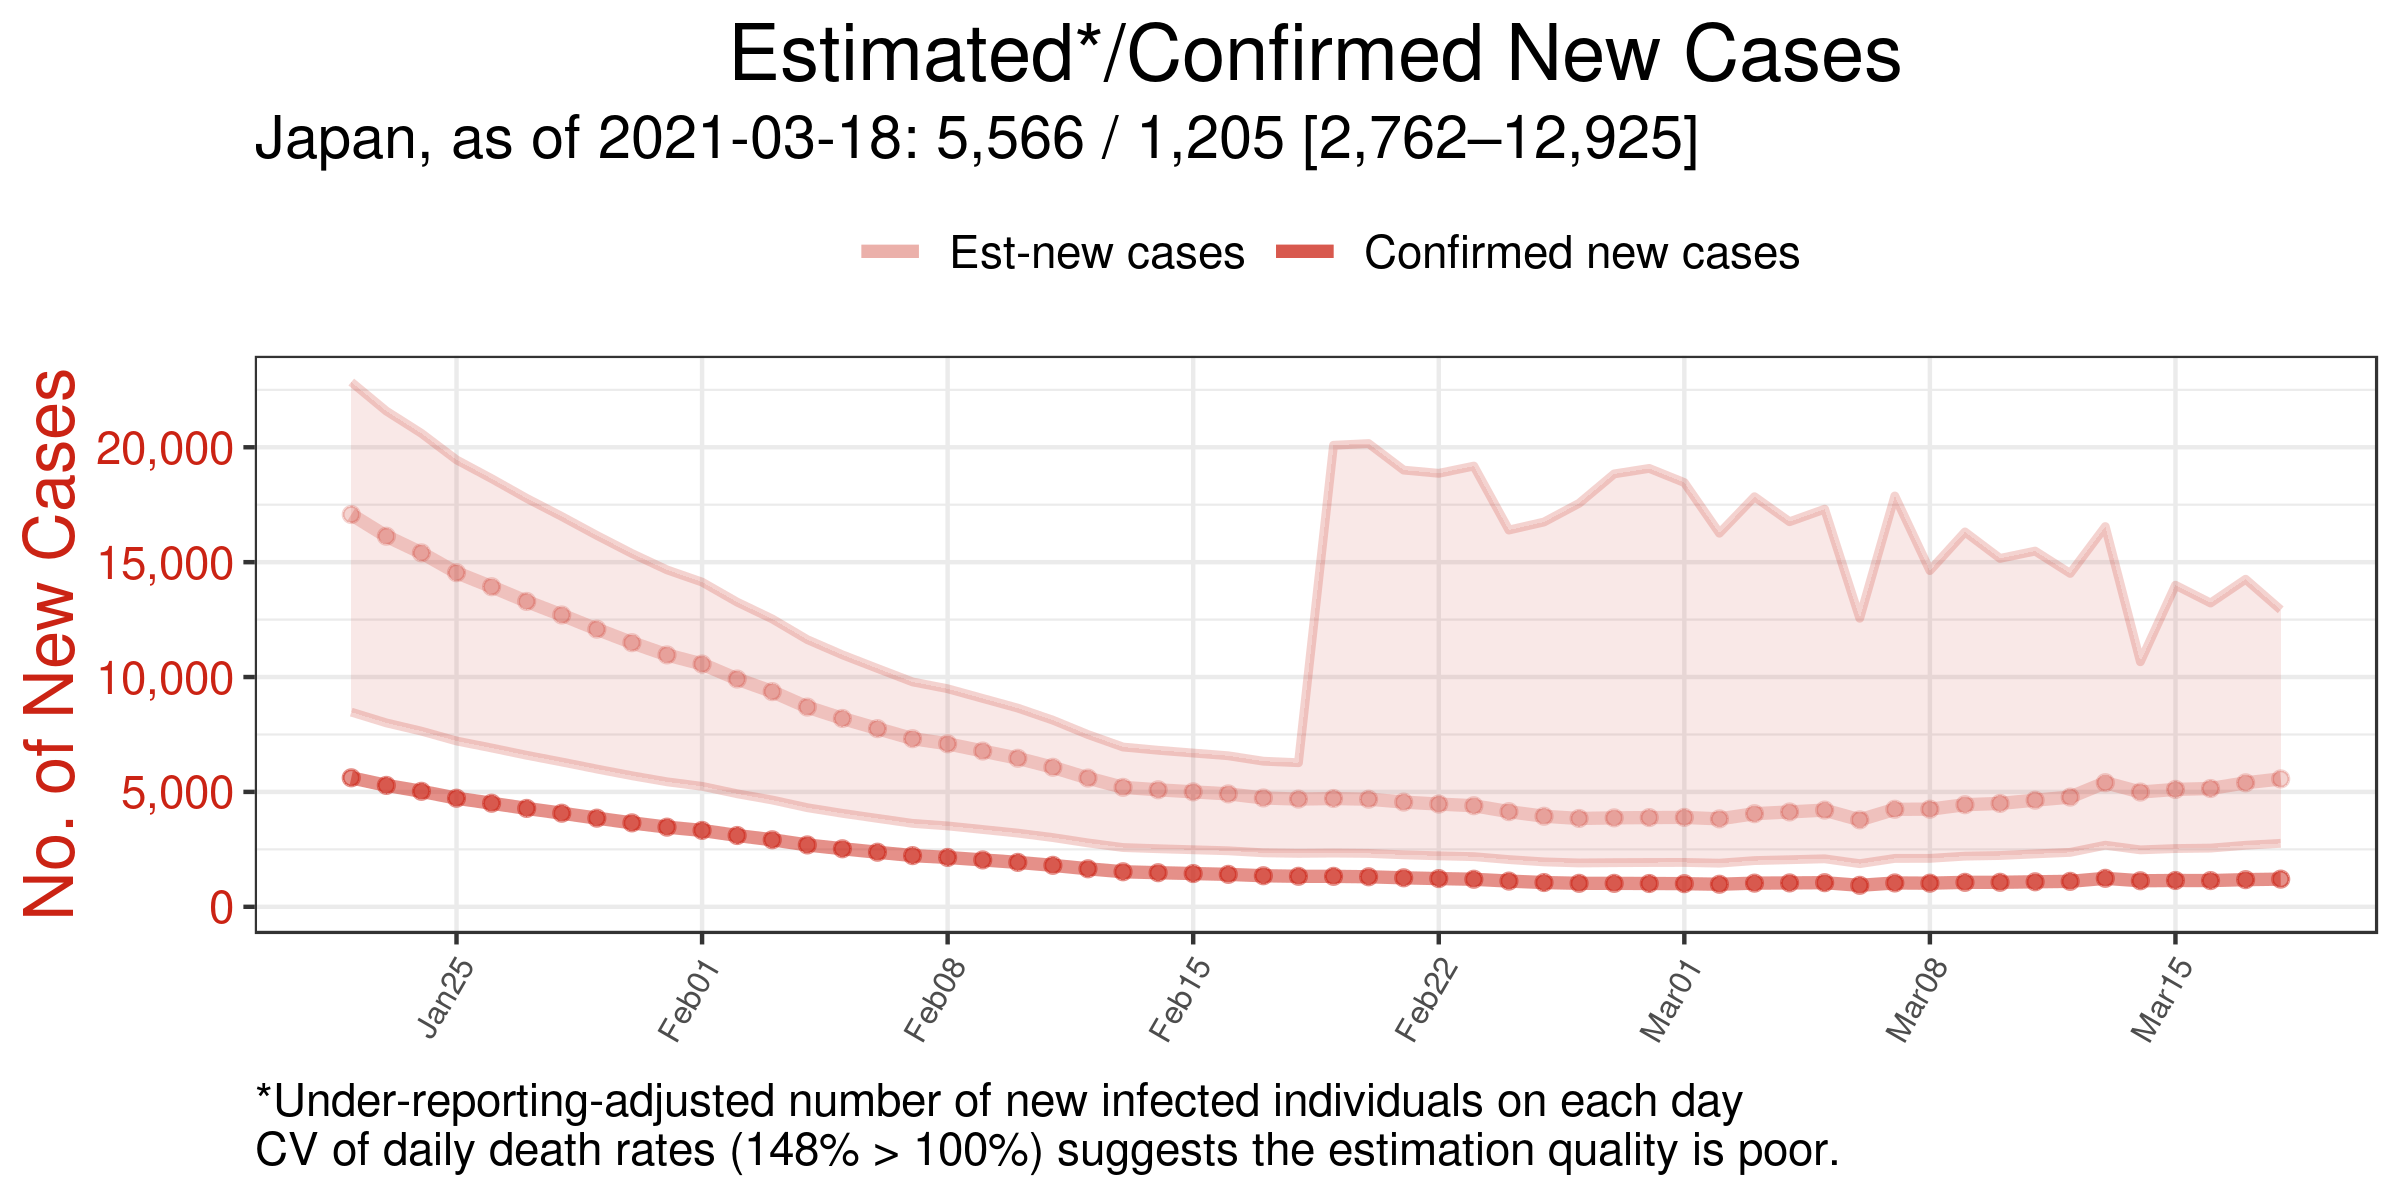 Estimated*/Confirmed New Cases
Japan, as of 2021-03-18: 5,566 / 1,205 [2,762–12,925]
Est-new cases
Confirmed new cases
No. of New Cases
20,000
15,000
10,000
5,000
0
Jan25
Feb01
Feb08
Feb15
Feb22
Mar01
Mar08
Mar15
*Under-reporting-adjusted number of new infected individuals on each day
CV of daily death rates (148% > 100%) suggests the estimation quality is poor.